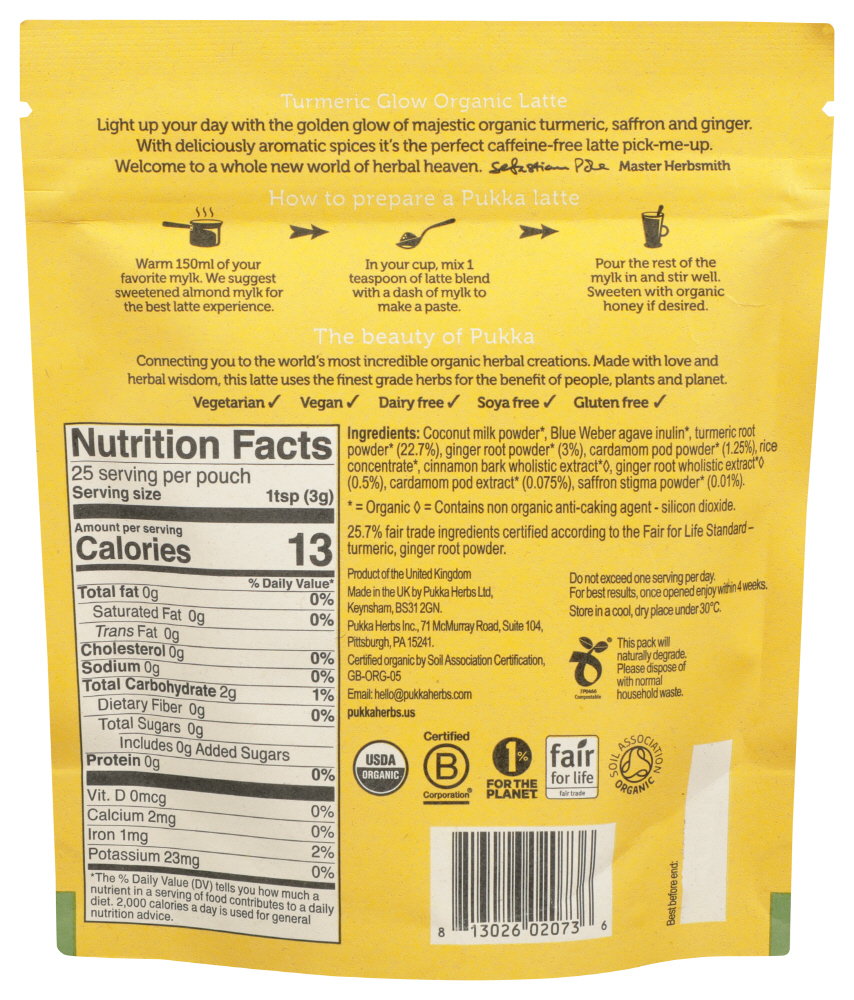 Turmeric Glow Organic Latte
Light up your day with the golden glow of majestic organic turmeric, saffron and ginger.
With deliciously aromatic spices it's the perfect caffeine-free latte pick-me-up.
Welcome to a whole new world of herbal heaven. Sebastian Pole Master Herbsmith
How to prepare a Pukka latte
Warm 150ml of your
favorite mylk. We suggest
sweetened almond mylk for
the best latte experience.
In your cup, mix 1
teaspoon of latte blend
with a dash of mylk to
make a paste.
Pour the rest of the
mylk in and stir well.
Sweeten with organic
honey if desired.
The beauty of Pukka
Connecting you to the world's most incredible organic herbal creations. Made with love and
herbal wisdom, this latte uses the finest grade herbs for the benefit of people, plants and planet.
Vegetarian ✓ Vegan ✓ Dairy free ✓ Soya free ✓ Gluten free ✓
Nutrition Facts
25 serving per pouch
Serving size 1tsp (3g)
Amount per serving
Calories 13
% Daily Value*
Total fat 0g 0%
Saturated Fat 0g 0%
Trans Fat 0g
Cholesterol 0g 0%
Sodium 0g 0%
Total Carbohydrate 2g 1%
Dietary Fiber 0g 0%
Total Sugars 0g
Includes 0g Added Sugars
Protein 0g 0%
Vit. D 0mcg 0%
Calcium 2mg 0%
Iron 1mg 2%
Potassium 23mg 0%
*The % Daily Value (DV) tells you how much a
nutrient in a serving of food contributes to a daily
diet. 2,000 calories a day is used for general
nutrition advice.
Ingredients: Coconut milk powder*, Blue Weber agave inulin*, turmeric root
powder* (22.7%), ginger root powder* (3%), cardamom pod powder* (1.25%), rice
concentrate*, cinnamon bark wholistic extract*◊, ginger root wholistic extract*◊
(0.5%), cardamom pod extract* (0.075%), saffron stigma powder* (0.01%).
* = Organic ◊ = Contains non organic anti-caking agent - silicon dioxide.
25.7% fair trade ingredients certified according to the Fair for Life Standard –
turmeric, ginger root powder.
Product of the United Kingdom
Made in the UK by Pukka Herbs Ltd,
Keynsham, BS31 2GN.
Pukka Herbs Inc., 71 McMurray Road, Suite 104,
Pittsburgh, PA 15241.
Certified organic by Soil Association Certification,
GB-ORG-05
Email: hello@pukkaherbs.com
pukkaherbs.us
Do not exceed one serving per day.
For best results, once opened enjoy within 4 weeks.
Store in a cool, dry place under 30°C.
This pack will
naturally degrade.
Please dispose of
with normal
household waste.
Compostable
USDA
ORGANIC
Certified
B
Corporation
1%
FOR THE
PLANET
fair
for life
fair trade
SOIL ASSOCIATION
ORGANIC
Best before end:
8 13026 02073 6